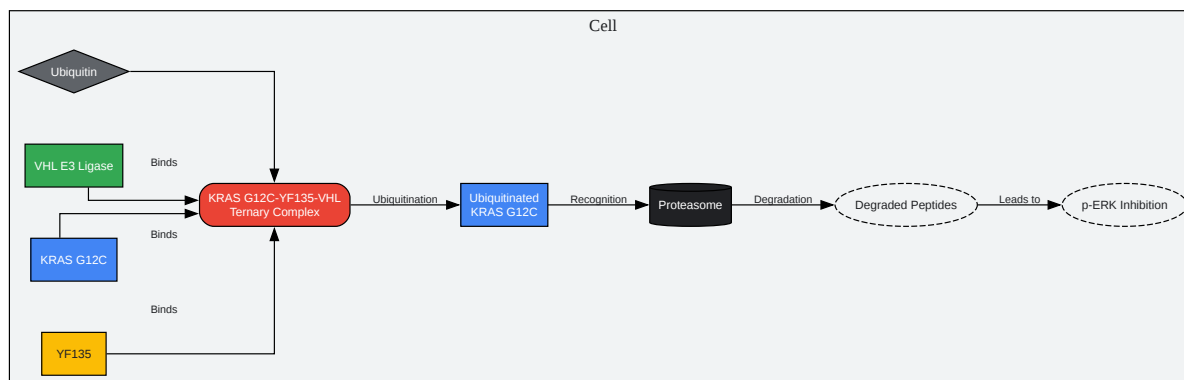 Cell
Ubiquitin
VHL E3 Ligase
Binds
KRAS G12C-YF135-VHL
Ternary Complex
Ubiquitination
Ubiquitinated
KRAS G12C
Recognition
Proteasome
Degradation
Degraded Peptides
Leads to
p-ERK Inhibition
Binds
KRAS G12C
Binds
YF135